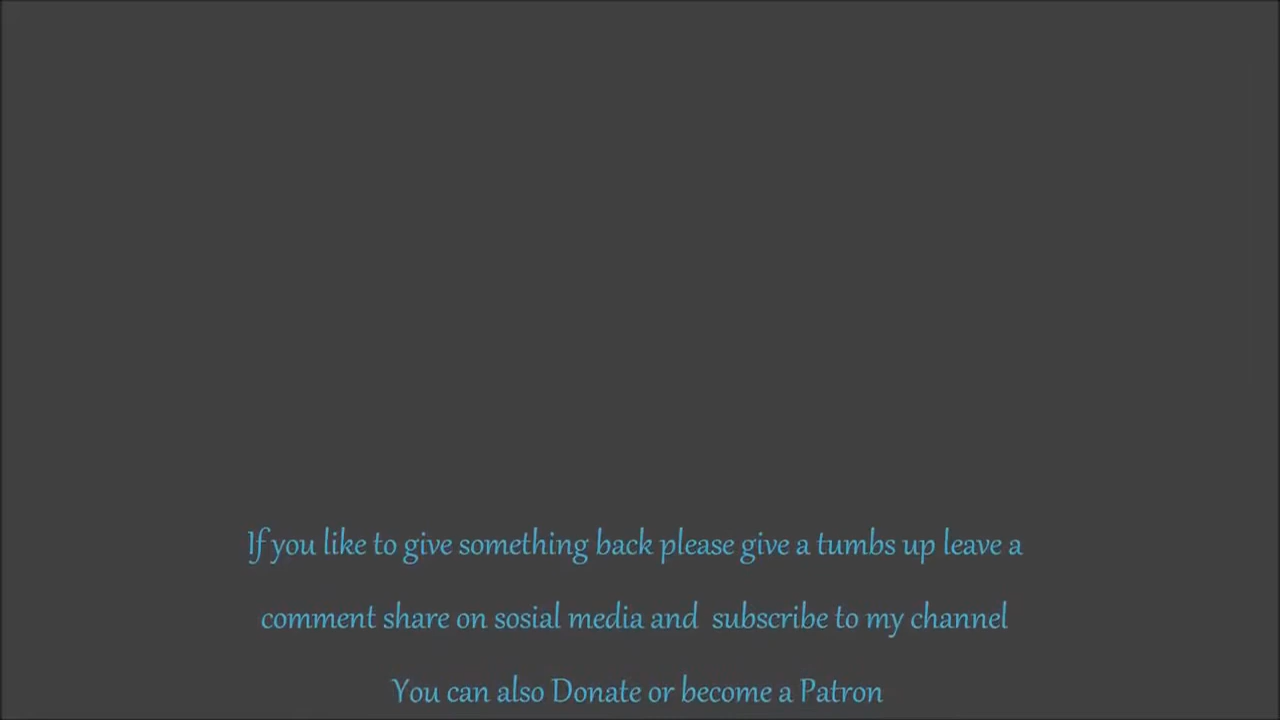 If you like to give something back please give a tumbs up leave a
comment share on sosial media and subscribe to my channel
You can also Donate or become a Patron